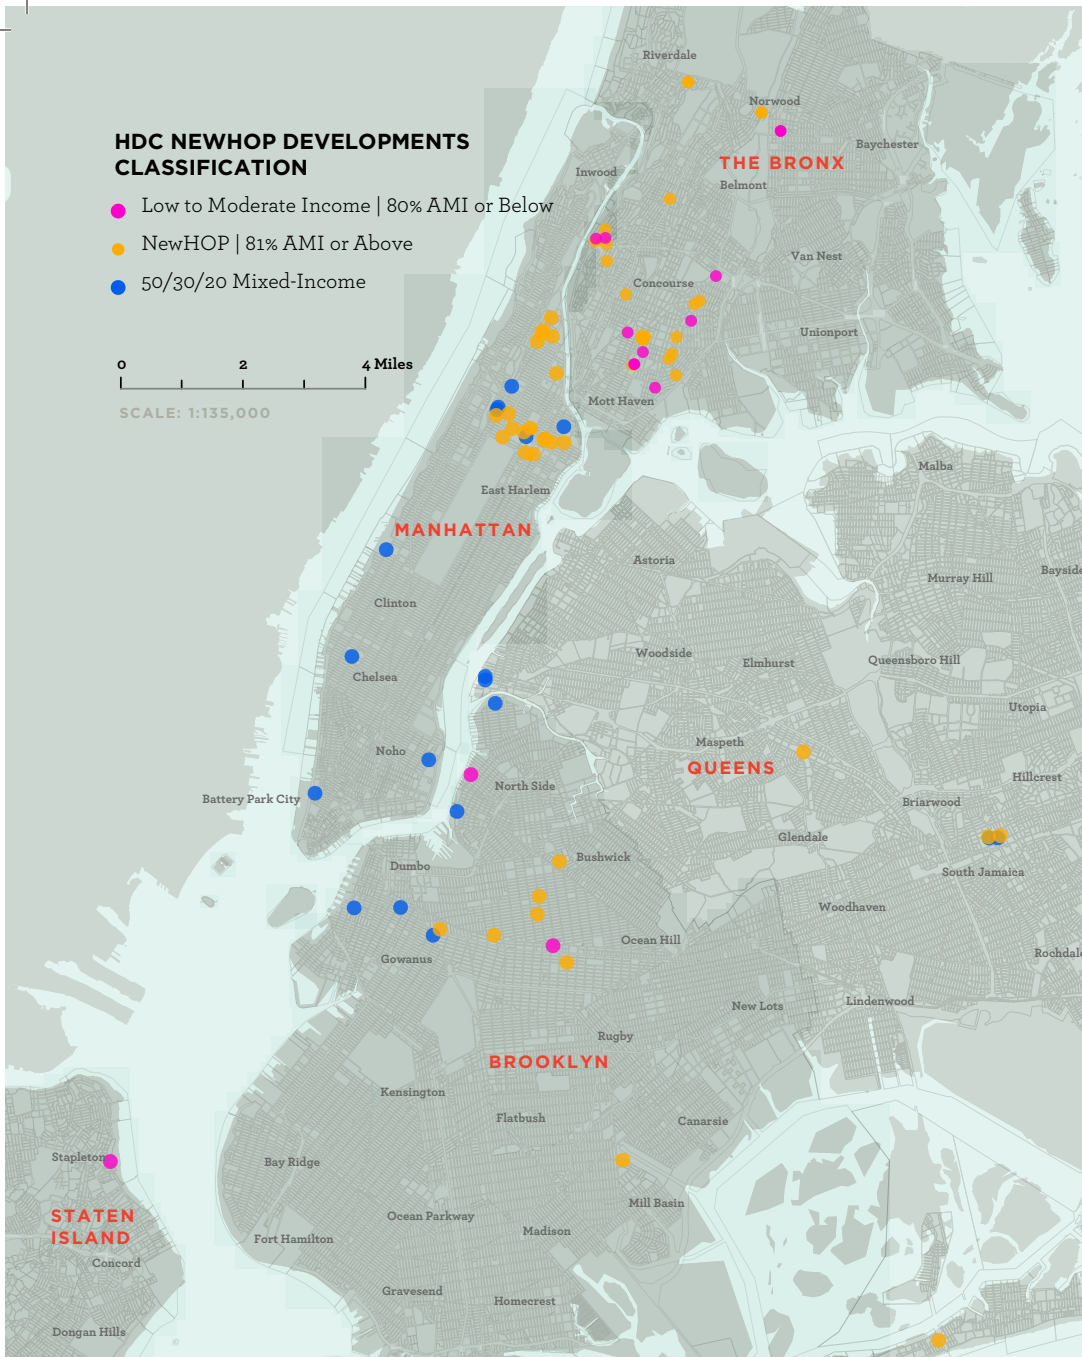 HDC NEWHOP DEVELOPMENTS
CLASSIFICATION
Low to Moderate Income | 80% AMI or Below
NewHOP | 81% AMI or Above
50/30/20 Mixed-Income
0 2 4 Miles
SCALE: 1:135,000
Riverdale
Norwood
Baychester
THE BRONX
Inwood
Belmont
Van Nest
Concourse
Unionport
Mott Haven
Malba
East Harlem
MANHATTAN
Astoria
Bayside
Murray Hill
Clinton
Woodside
Elmhurst
Queensboro Hill
Chelsea
Utopia
Maspeth
Noho
QUEENS
Hillcrest
North Side
Battery Park City
Briarwood
Glendale
Dumbo
Bushwick
South Jamaica
Woodhaven
Ocean Hill
Rochdale
Gowanus
Lindenwood
New Lots
Rugby
BROOKLYN
Kensington
Flatbush
Canarsie
Stapleton
Bay Ridge
Mill Basin
STATEN
ISLAND
Ocean Parkway
Madison
Fort Hamilton
Concord
Gravesend
Homecrest
Dongan Hills